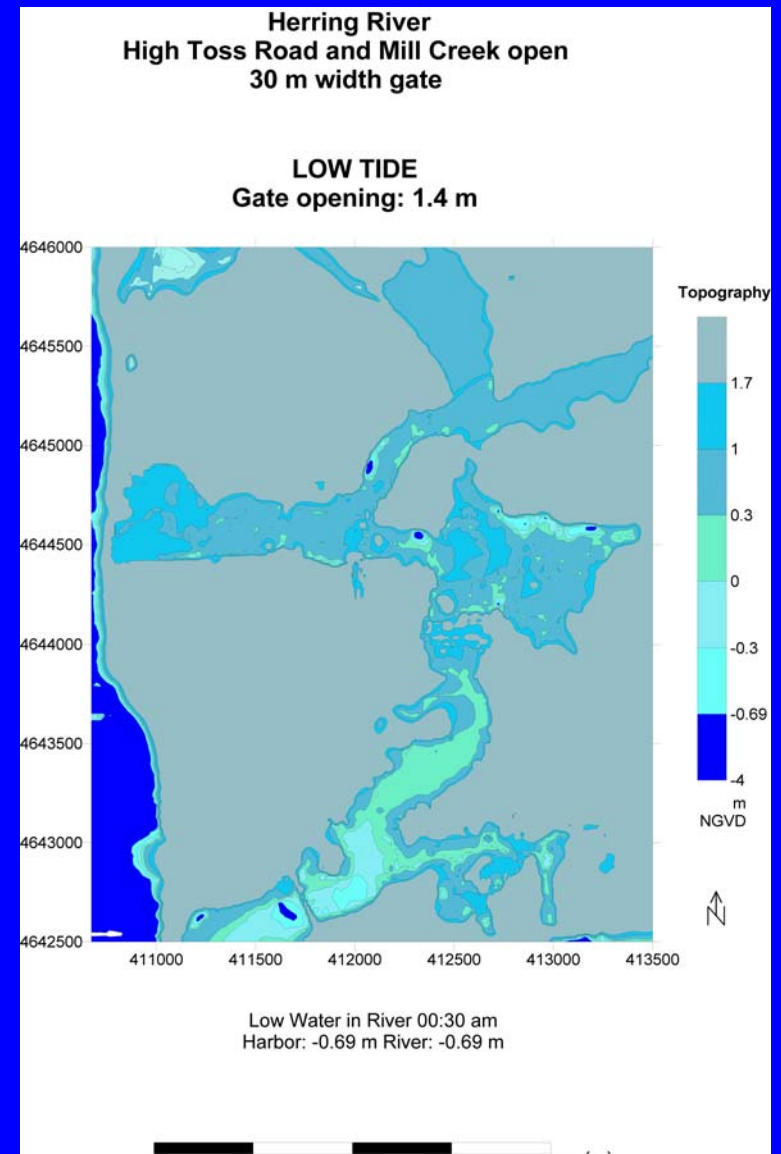 Herring River
High Toss Road and Mill Creek open
30 m width gate
LOW TIDE
Gate opening: 1.4 m
4646000
4645500
4645000
4644500
4644000
4643500
4643000
4642500
411000 411500 412000 412500 413000 413500
Topography
1.7
1
0.3
0
-0.3
-0.69
-4
m
NGVD
N
Low Water in River 00:30 am
Harbor: -0.69 m River: -0.69 m